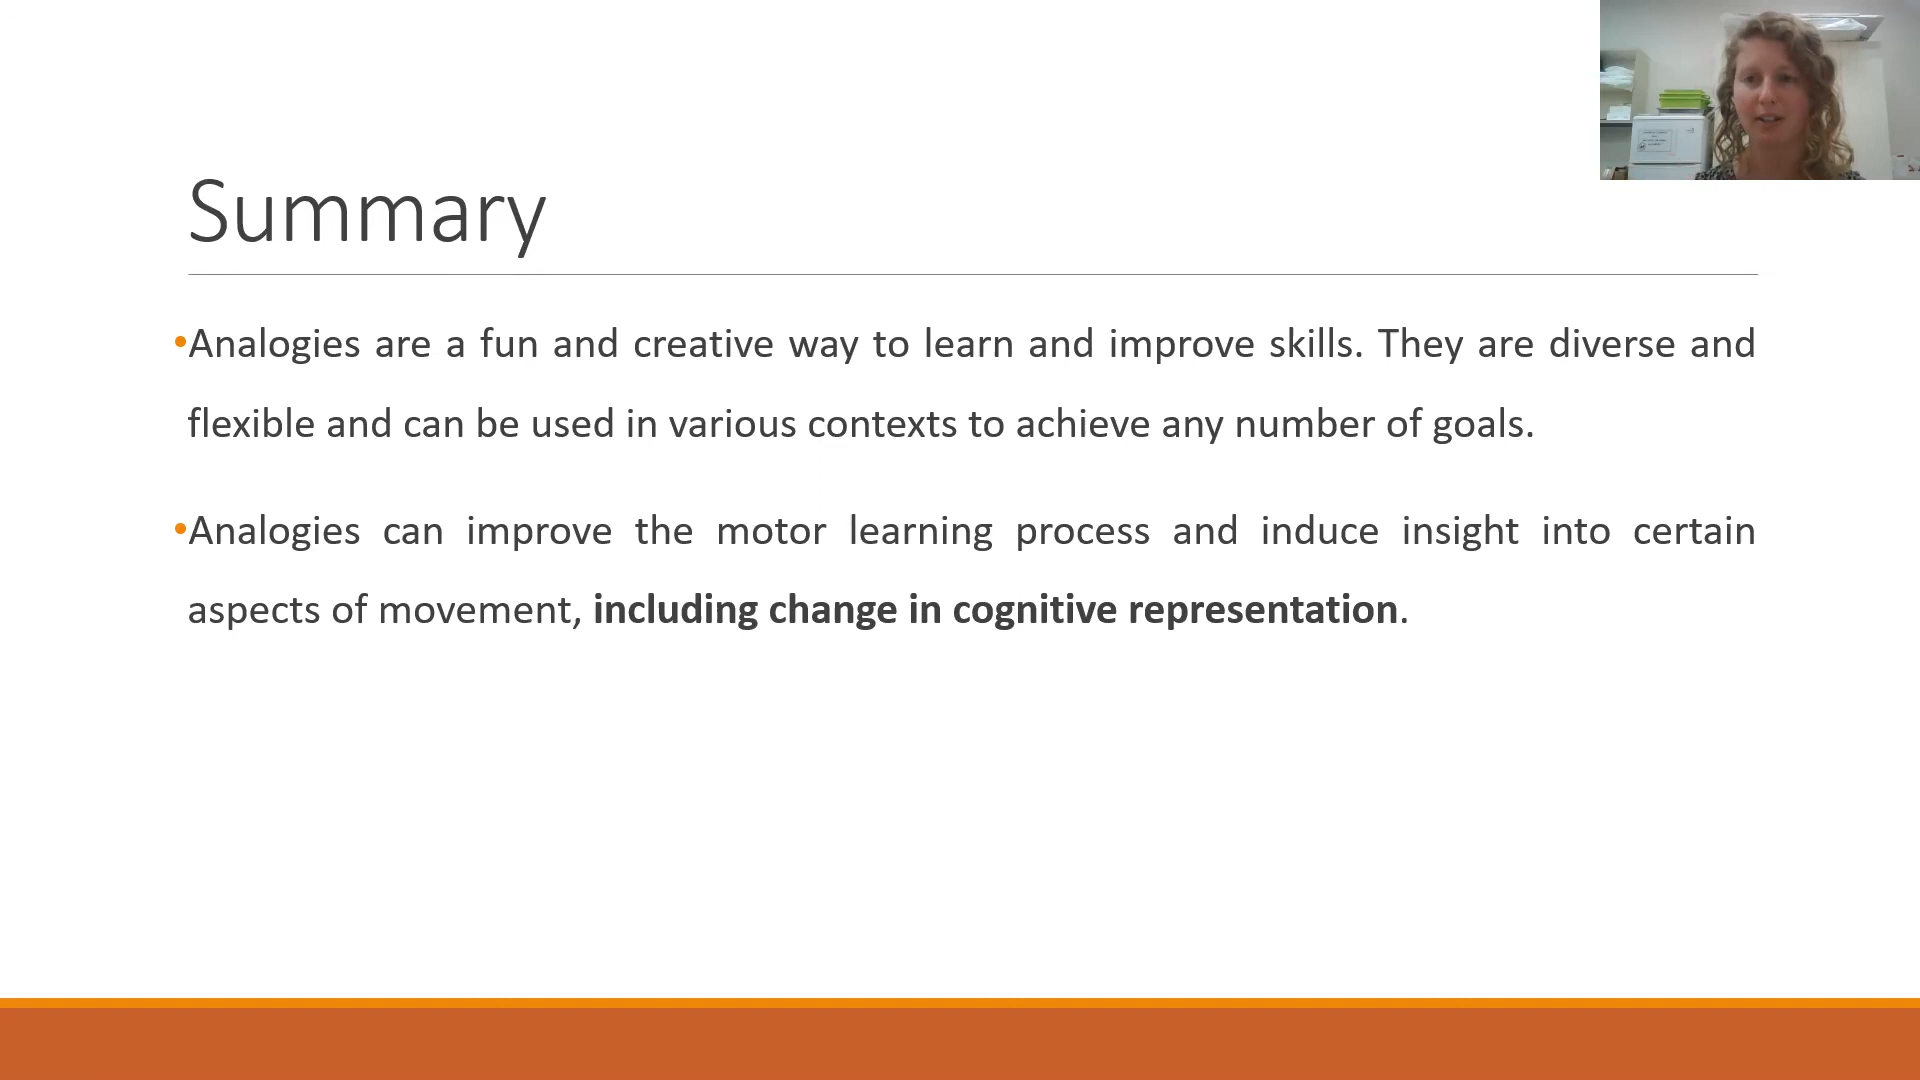 Summary
•Analogies are a fun and creative way to learn and improve skills. They are diverse and
flexible and can be used in various contexts to achieve any number of goals.
•Analogies can improve the motor learning process and induce insight into certain
aspects of movement, including change in cognitive representation.